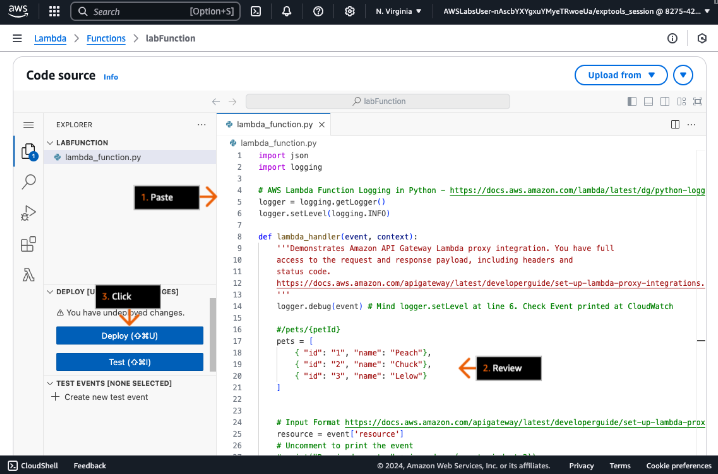 aws
Search
[Option+S]
N. Virginia ▼
Lambda > Functions > labFunction
Code source Info
Upload from ▼
labFunction
EXPLORER
lambda_function.py ×
LABFUNCTION
lambda_function.py
lambda_function.py
1
1 import json
2 import logging
3
1. Paste
4 # AWS Lambda Function Logging in Python - https://docs.aws.amazon.com/lambda/latest/dg/python-logg
5 logger = logging.getLogger()
6 logger.setLevel(logging.INFO)
7
8 def lambda_handler(event, context):
9 '''Demonstrates Amazon API Gateway Lambda proxy integration. You have full
10 access to the request and response payload, including headers and
11 status code.
12 https://docs.aws.amazon.com/apigateway/latest/developerguide/set-up-lambda-proxy-integrations.
13 '''
14 logger.debug(event) # Mind logger.setLevel at line 6. Check Event printed at CloudWatch
15
16 #/pets/{petId}
17 pets = [
18 { "id": "1", "name": "Peach"},
19 { "id": "2", "name": "Chuck"},
20 { "id": "3", "name": "Lelow"}
21 ]
22
23
24 # Input Format https://docs.aws.amazon.com/apigateway/latest/developerguide/set-up-lambda-prox
25 resource = event['resource']
26 # Uncomment to print the event
2. Review
DEPLOY [U
GES]
3. Click
You have undeployed changes.
Deploy (⇧⌘U)
Test (⇧⌘I)
TEST EVENTS [NONE SELECTED]
+ Create new test event
CloudShell
Feedback
© 2024, Amazon Web Services, Inc. or its affiliates.
Privacy
Terms
Cookie preferences